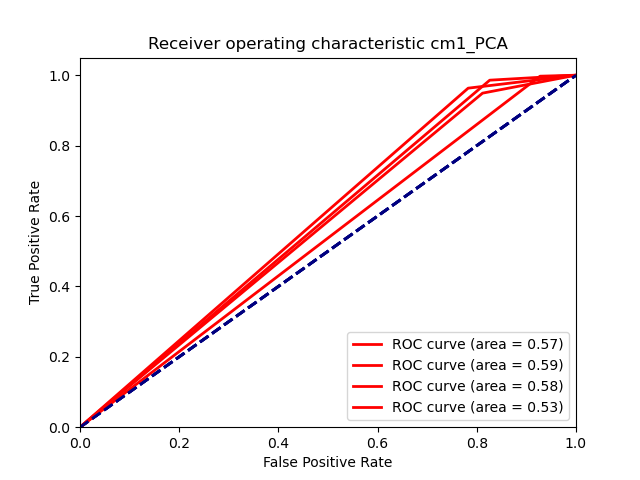 Receiver operating characteristic cm1_PCA
True Positive Rate
1.0
0.8
0.6
0.4
0.2
0.0
ROC curve (area = 0.57)
ROC curve (area = 0.59)
ROC curve (area = 0.58)
ROC curve (area = 0.53)
0.0 0.2 0.4 0.6 0.8 1.0
False Positive Rate